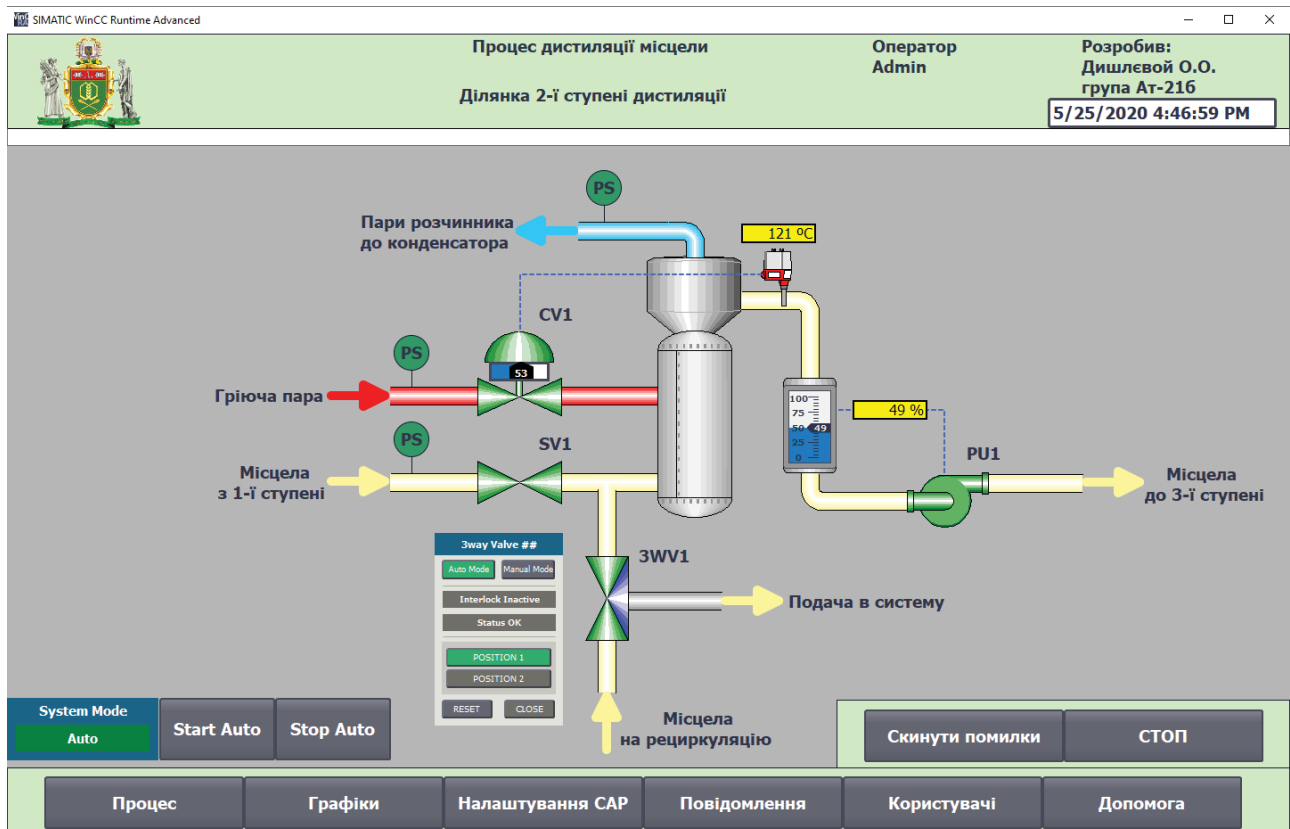 SIMATIC WinCC Runtime Advanced
Процес дистиляції місцели
Ділянка 2-ї ступені дистиляції
Оператор
Admin
Розробив:
Дишлєвой О.О.
група Ат-21б
5/25/2020 4:46:59 PM
PS
Пари розчинника
до конденсатора
121 ºC
CV1
PS
53
Гріюча пара
PS
SV1
Місцела
з 1-ї ступені
100
75
50
49
25
0
49 %
PU1
Місцела
до 3-ї ступені
3way Valve ##
Auto Mode
Manual Mode
Interlock Inactive
Status OK
POSITION 1
POSITION 2
RESET
CLOSE
3WV1
Подача в систему
Місцела
на рециркуляцію
System Mode
Auto
Start Auto
Stop Auto
Скинути помилки
СТОП
Процес
Графіки
Налаштування САР
Повідомлення
Користувачі
Допомога